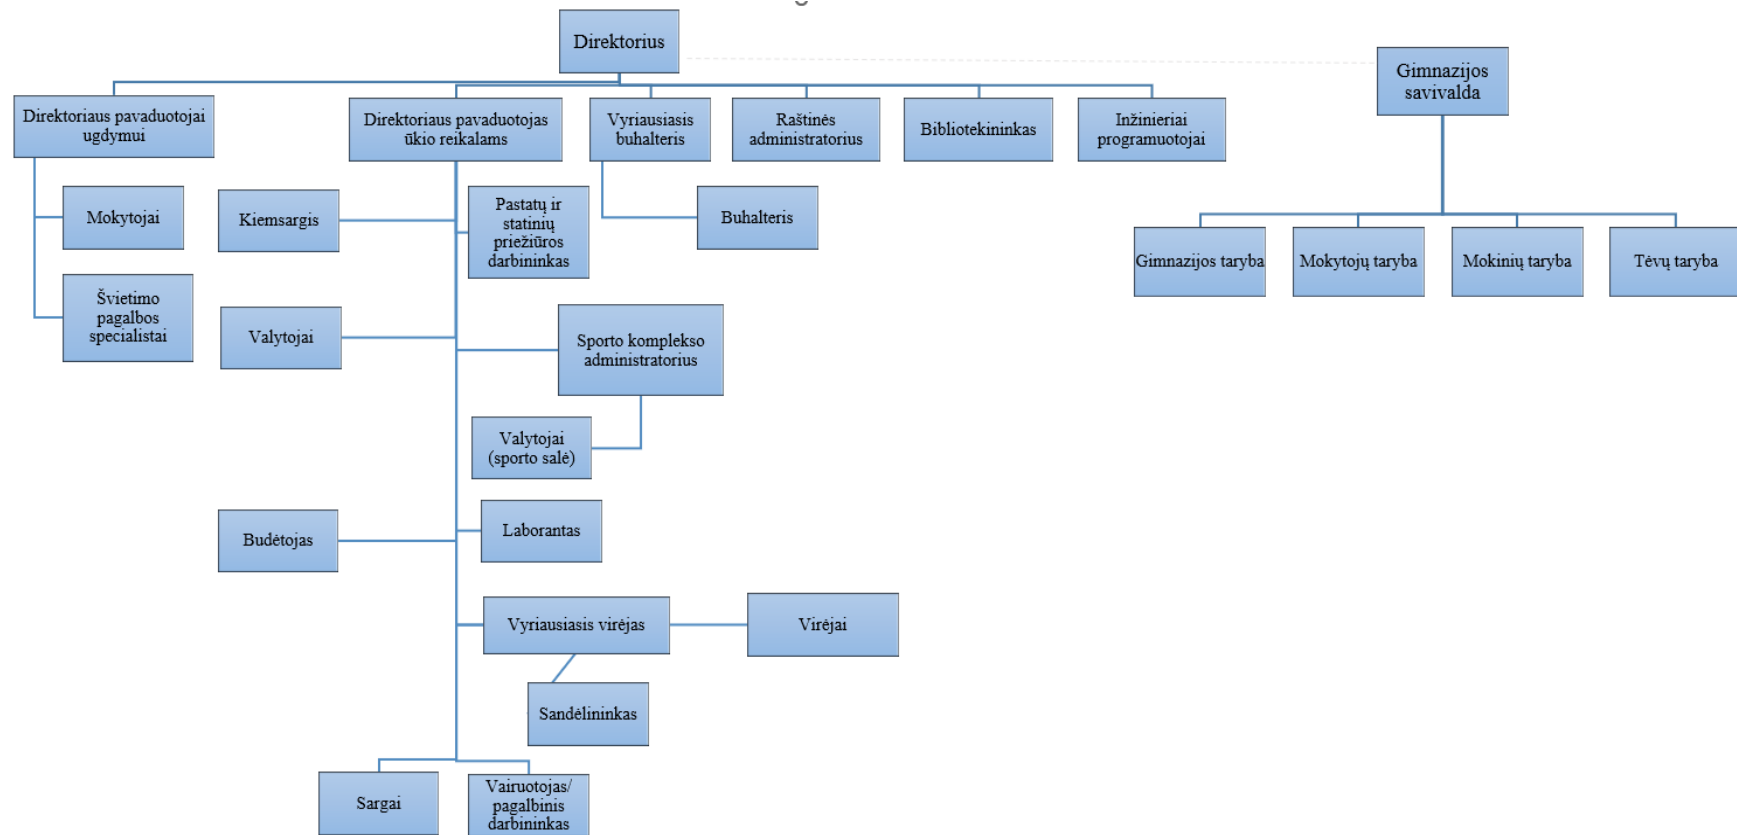 Direktorius
Gimnazijos
savivalda
Direktoriaus pavaduotojai
ugdymui
Direktoriaus pavaduotojas
ūkio reikalams
Vyriausiasis
buhalteris
Raštinės
administratorius
Bibliotekininkas
Inžinieriai
programuotojai
Mokytojai
Kiemsargis
Pastatų ir
statinių
priežiūros
darbininkas
Buhalteris
Gimnazijos taryba
Mokytojų taryba
Mokinių taryba
Tėvų taryba
Švietimo
pagalbos
specialistai
Valytojai
Sporto komplekso
administratorius
Valytojai
(sporto salė)
Budėtojas
Laborantas
Vyriausiasis virėjas
Virėjai
Sandėlininkas
Sargai
Vairuotojas/
pagalbinis
darbininkas